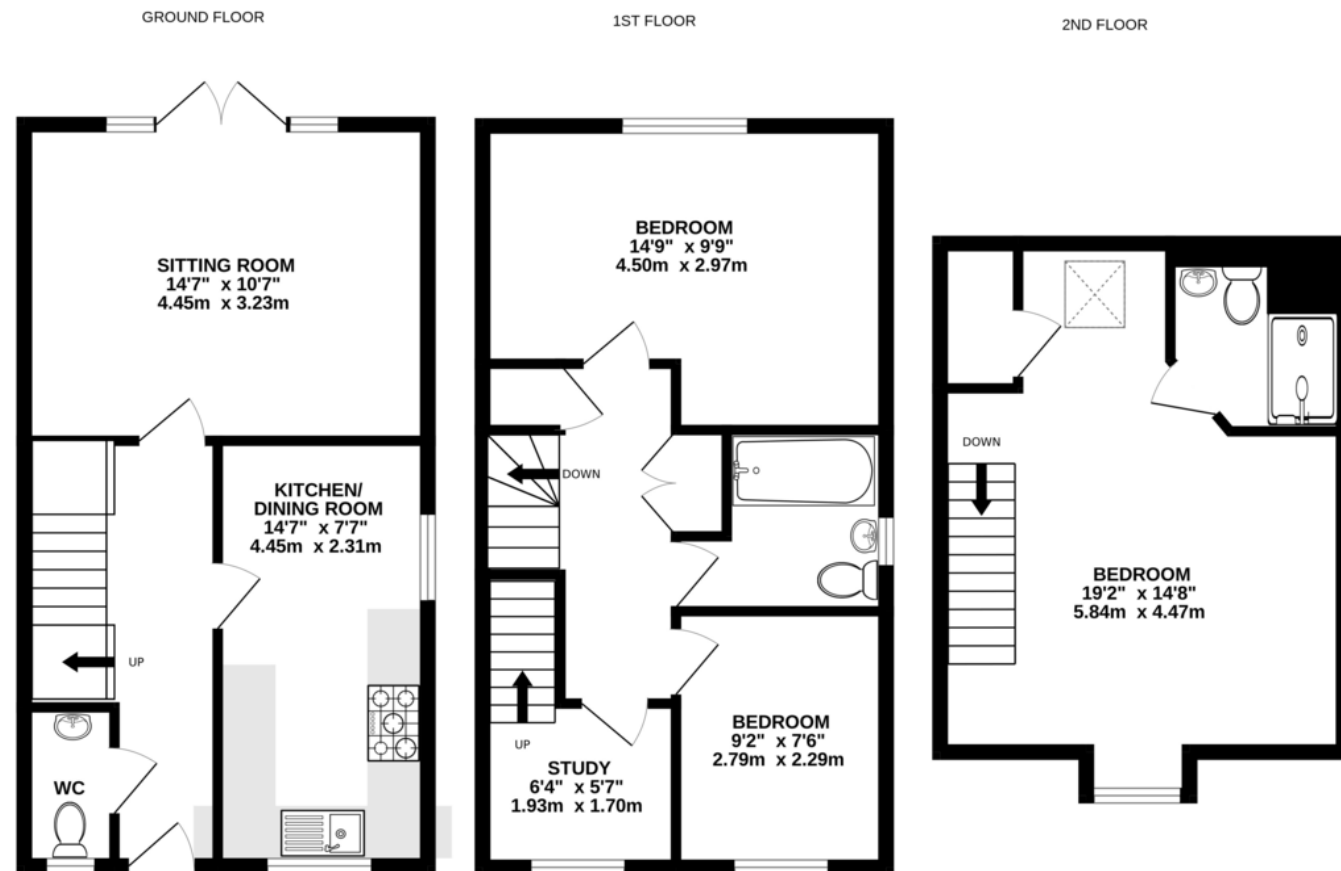 GROUND FLOOR
SITTING ROOM
14'7" x 10'7"
4.45m x 3.23m
KITCHEN/
DINING ROOM
14'7" x 7'7"
4.45m x 2.31m
UP
WC
1ST FLOOR
BEDROOM
14'9" x 9'9"
4.50m x 2.97m
DOWN
UP
STUDY
6'4" x 5'7"
1.93m x 1.70m
BEDROOM
9'2" x 7'6"
2.79m x 2.29m
2ND FLOOR
DOWN
BEDROOM
19'2" x 14'8"
5.84m x 4.47m